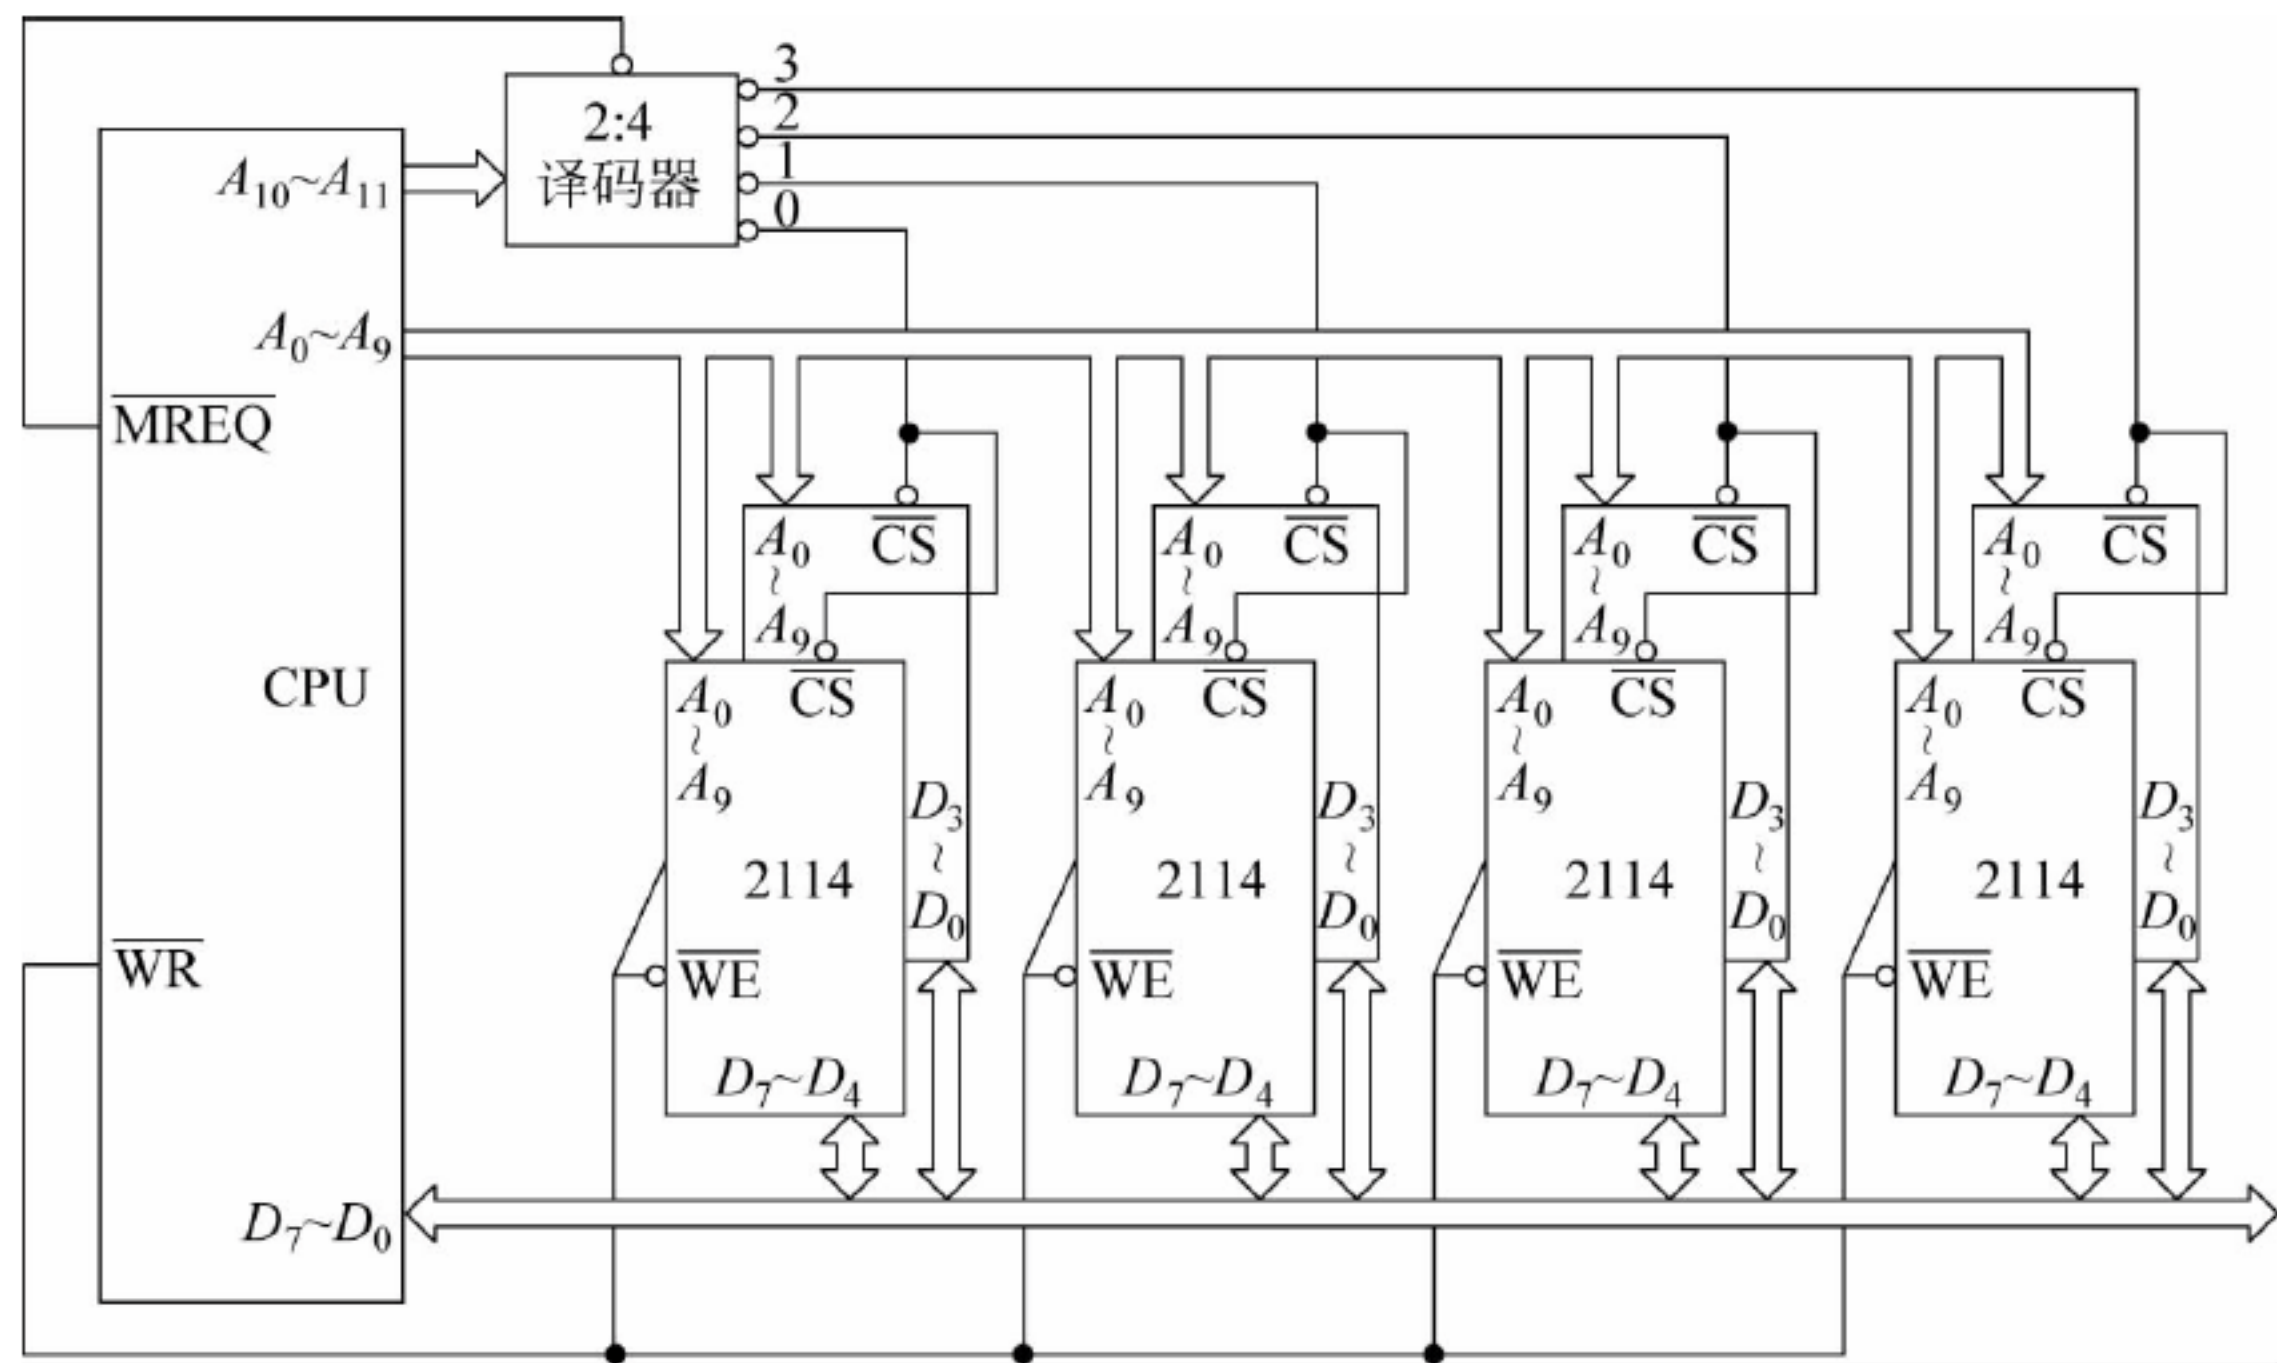 3
2
1
0
2:4
译码器
A10~A11
A0~A9
MREQ
CPU
WR
D7~D0
A0
~
A9
CS
A0
~
A9
CS
A0
~
A9
CS
A0
~
A9
CS
A0
~
A9
CS
D3
~
D0
2114
WE
D7~D4
A0
~
A9
CS
D3
~
D0
2114
WE
D7~D4
A0
~
A9
CS
D3
~
D0
2114
WE
D7~D4
A0
~
A9
CS
D3
~
D0
2114
WE
D7~D4